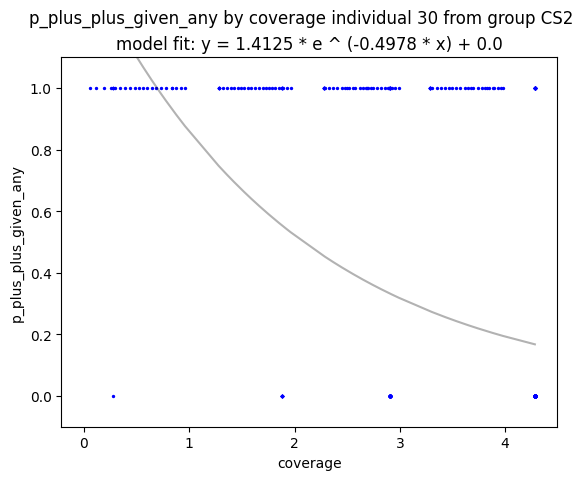 p_plus_plus_given_any by coverage individual 30 from group CS2
model fit: y = 1.4125 * e ^ (-0.4978 * x) + 0.0
p_plus_plus_given_any
1.0
0.8
0.6
0.4
0.2
0.0
0 1 2 3 4
coverage